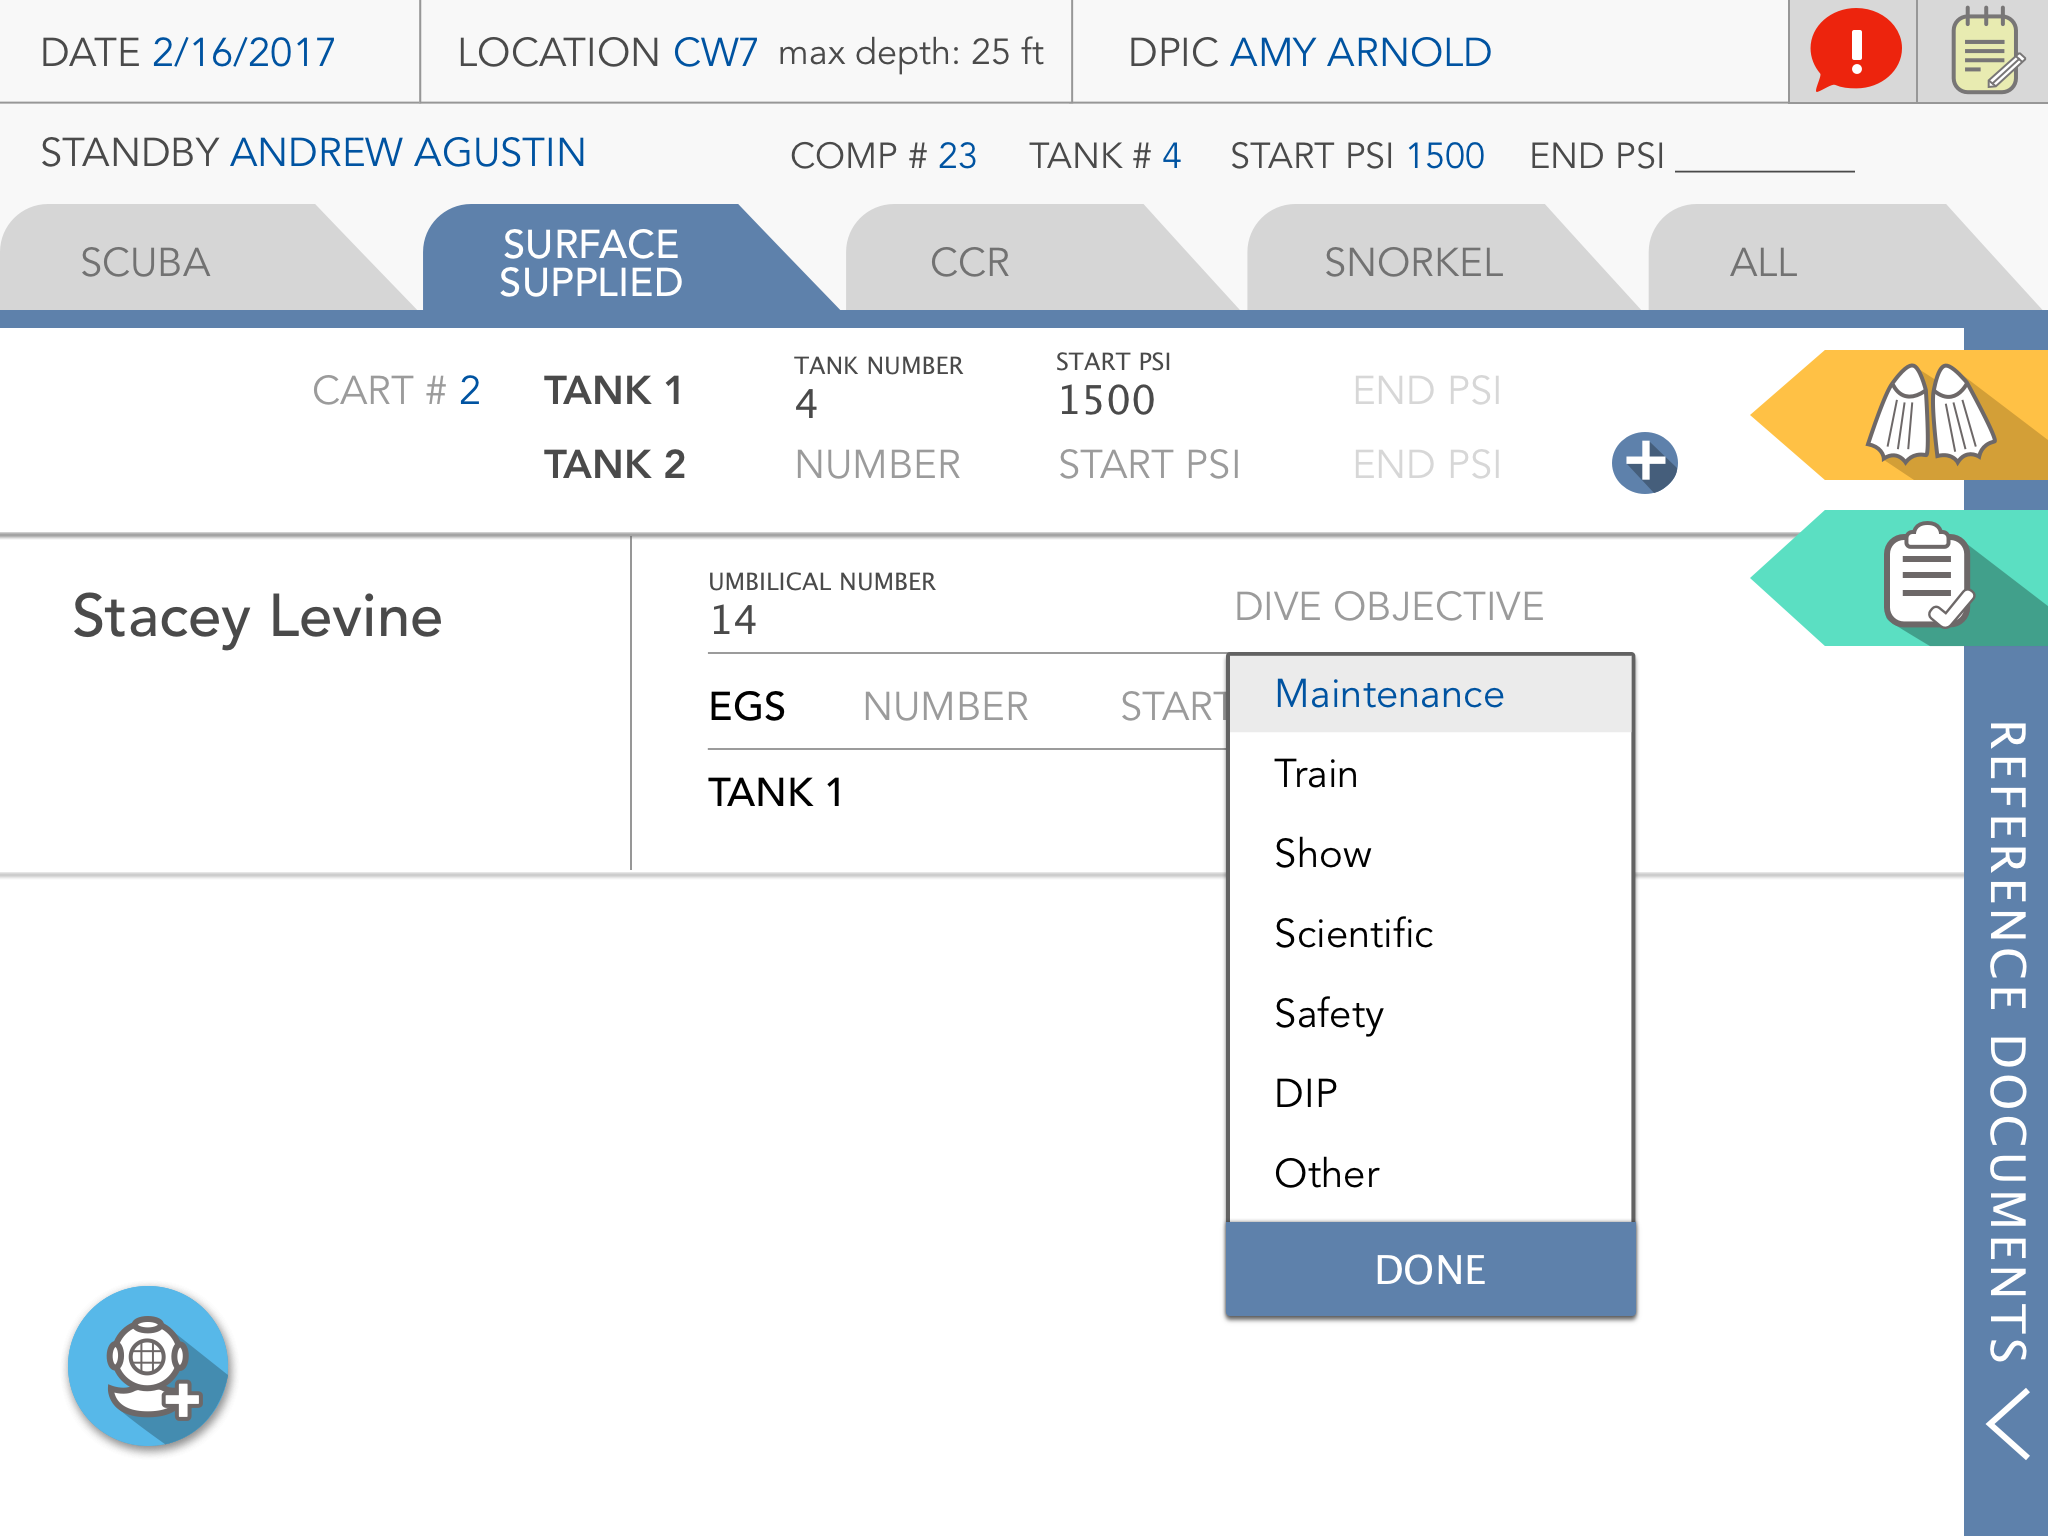 DATE 2/16/2017
LOCATION CW7 max depth: 25 ft
DPIC AMY ARNOLD
STANDBY ANDREW AGUSTIN
COMP # 23
TANK # 4
START PSI 1500
END PSI
SCUBA
SURFACE
SUPPLIED
CCR
SNORKEL
ALL
CART # 2
TANK 1
TANK NUMBER
4
START PSI
1500
END PSI
TANK 2
NUMBER
START PSI
END PSI
Stacey Levine
UMBILICAL NUMBER
14
DIVE OBJECTIVE
EGS
NUMBER
START
TANK 1
Maintenance
Train
Show
Scientific
Safety
DIP
Other
DONE
REFERENCE DOCUMENTS